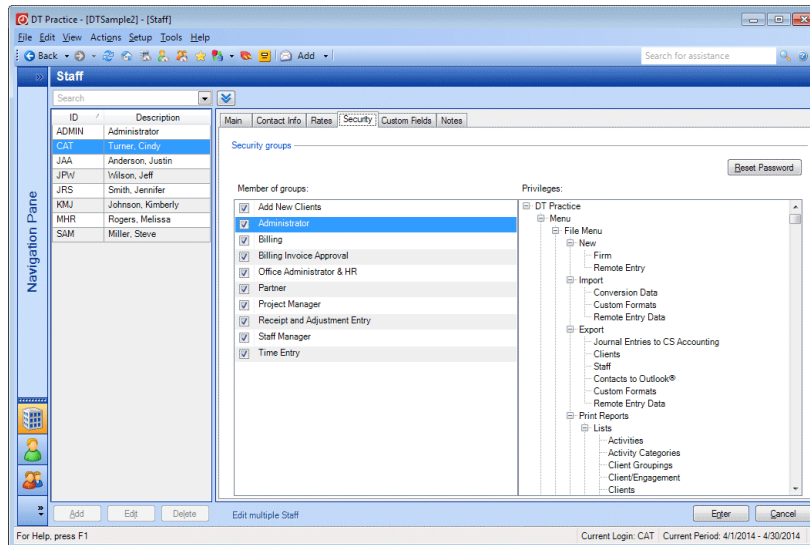 DT Practice - [DTSample2] - [Staff]
File Edit View Actions Setup Tools Help
Back Add Search for assistance
Staff
Search
ID Description
ADMIN Administrator
CAT Turner, Cindy
JAA Anderson, Justin
JPW Wilson, Jeff
JRS Smith, Jennifer
KMJ Johnson, Kimberly
MHR Rogers, Melissa
SAM Miller, Steve
Navigation Pane
Main Contact Info Rates Security Custom Fields Notes
Security groups
Reset Password
Member of groups:
Add New Clients
Administrator
Billing
Billing Invoice Approval
Office Administrator & HR
Partner
Project Manager
Receipt and Adjustment Entry
Staff Manager
Time Entry
Privileges:
DT Practice
Menu
File Menu
New
Firm
Remote Entry
Import
Conversion Data
Custom Formats
Remote Entry Data
Export
Journal Entries to CS Accounting
Clients
Staff
Contacts to Outlook®
Custom Formats
Remote Entry Data
Print Reports
Lists
Activities
Activity Categories
Client Groupings
Client/Engagement
Clients
Add Edit Delete Edit multiple Staff Enter Cancel
For Help, press F1 Current Login: CAT Current Period: 4/1/2014 - 4/30/2014